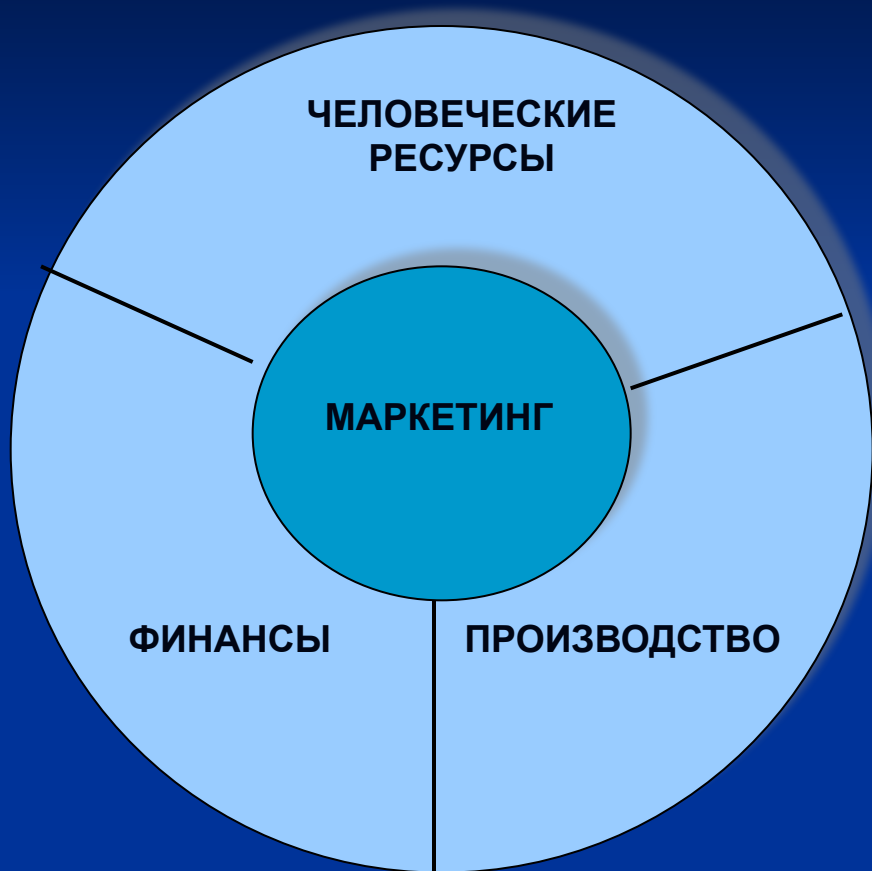 ЧЕЛОВЕЧЕСКИЕ
РЕСУРСЫ
МАРКЕТИНГ
ФИНАНСЫ
ПРОИЗВОДСТВО